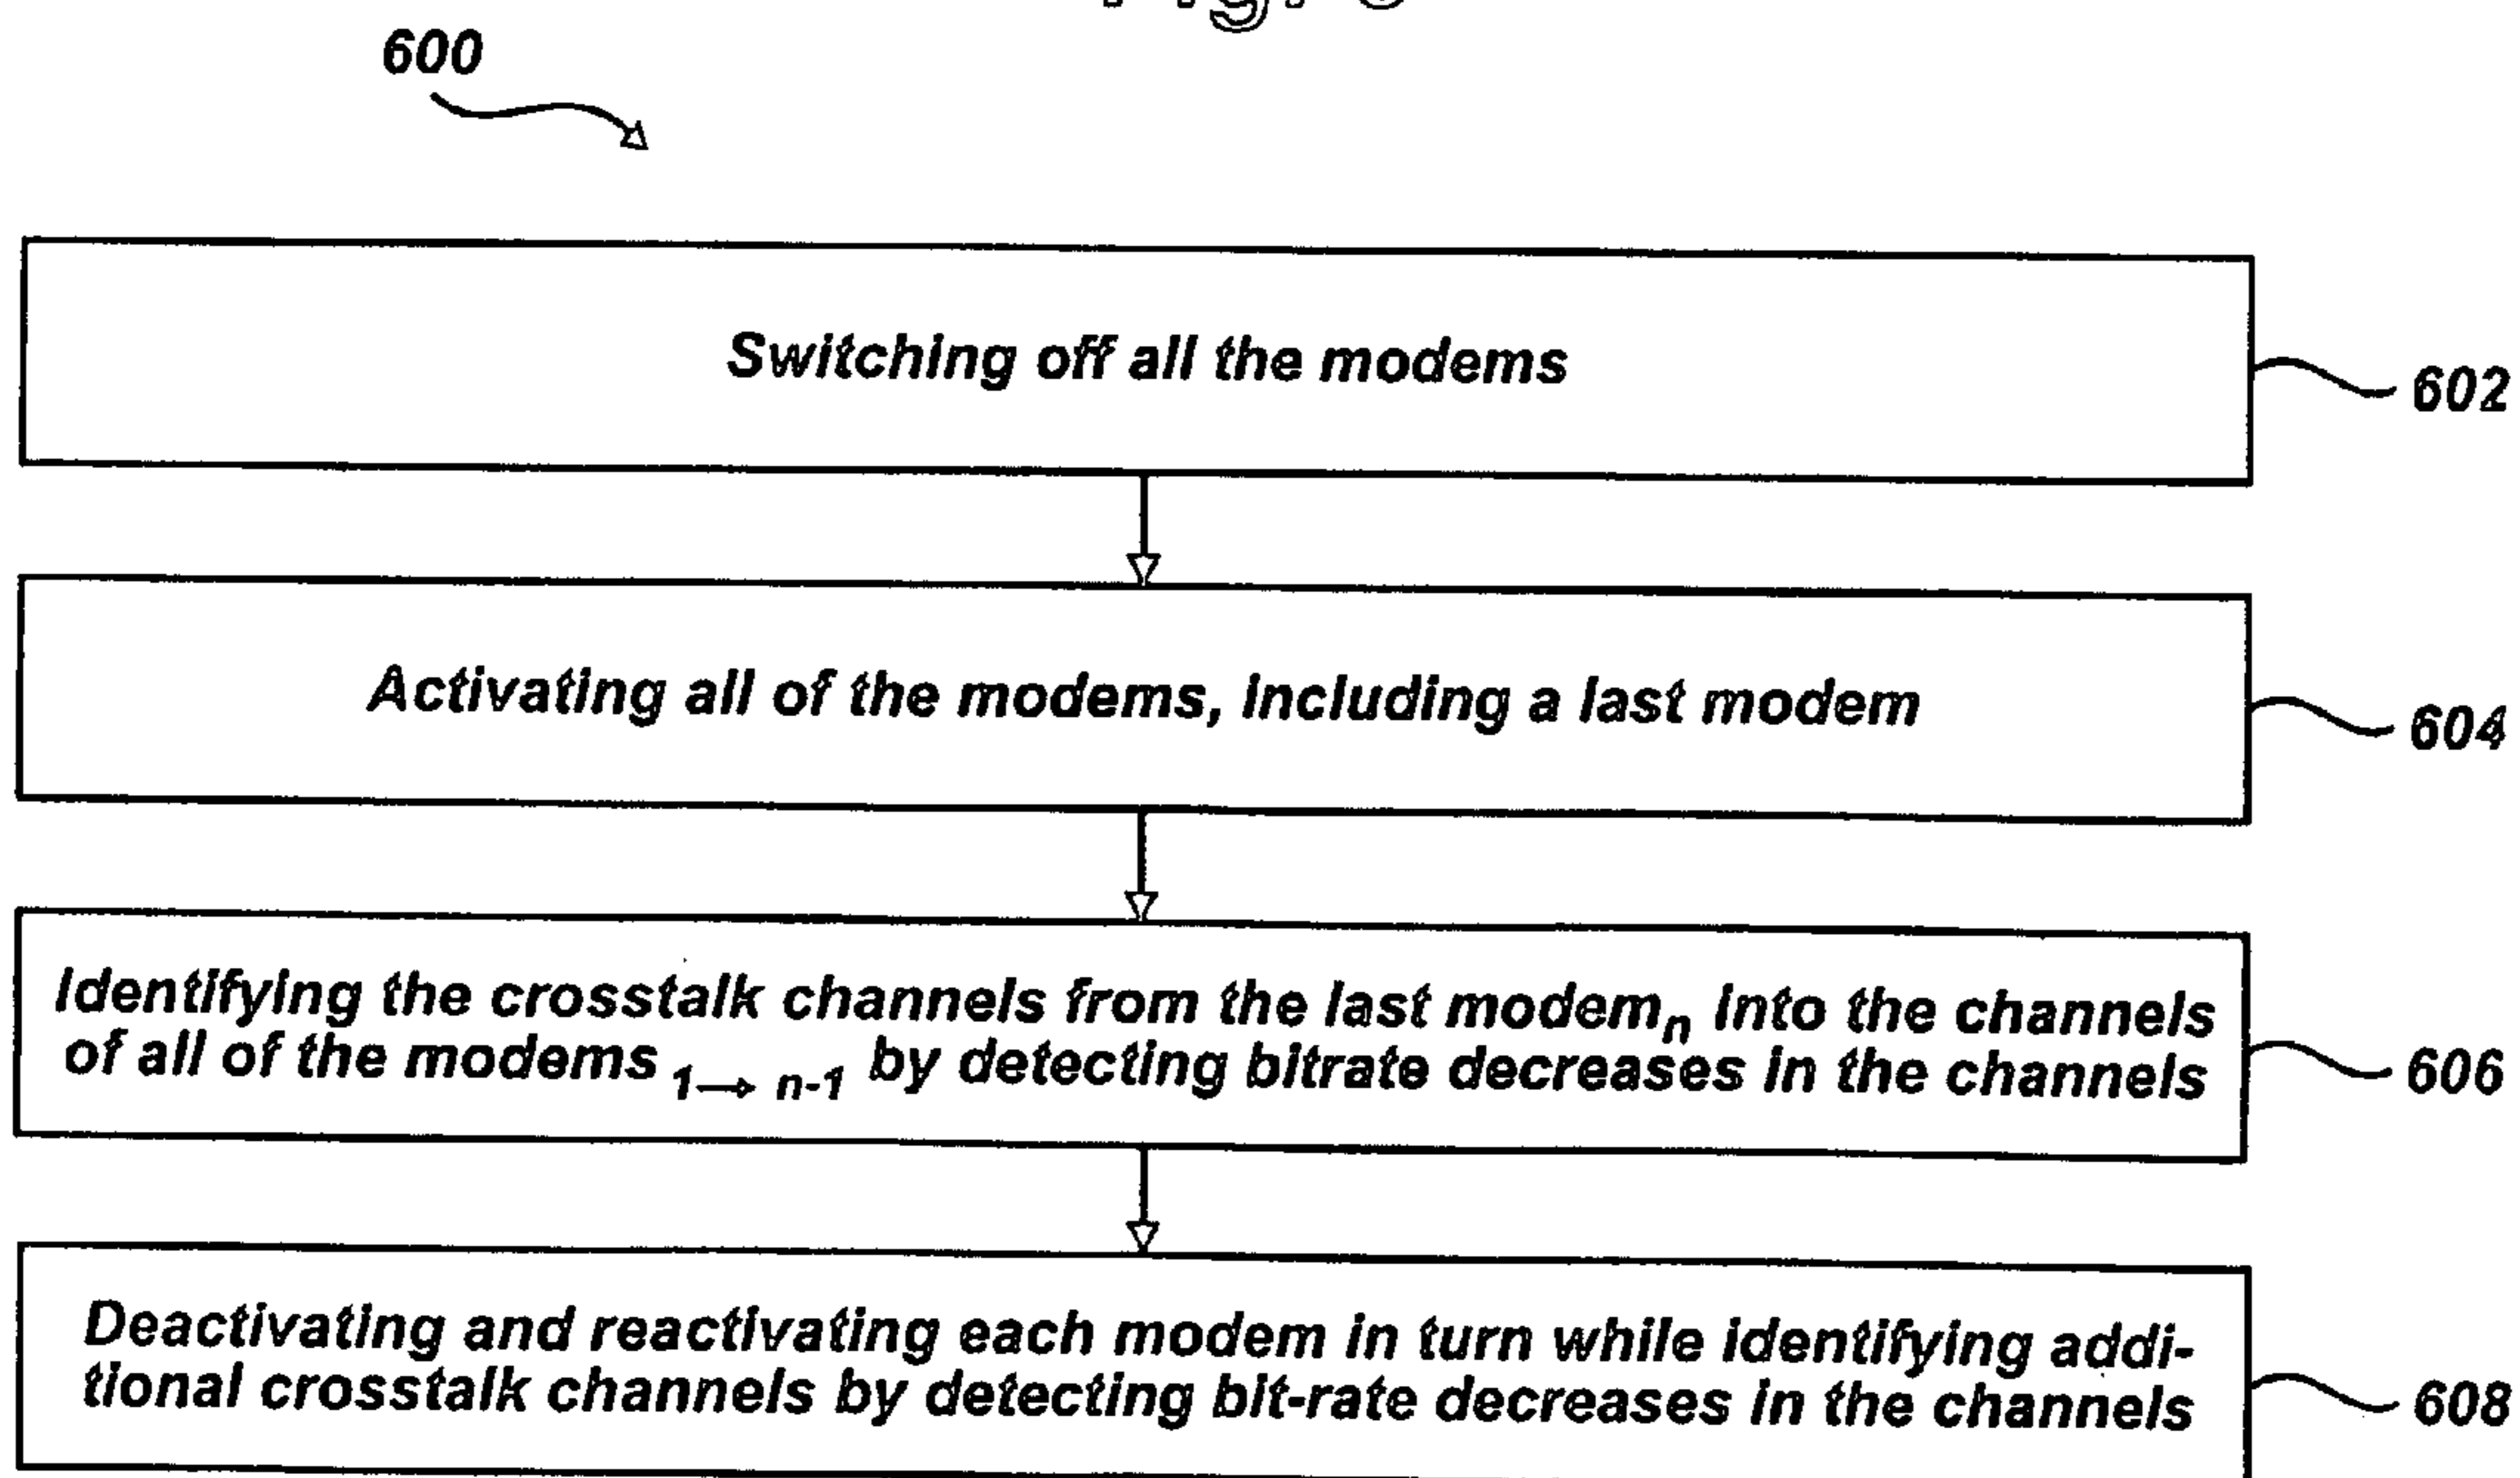 600
Switching off all the modems
602
Activating all of the modems, including a last modem
604
Identifying the crosstalk channels from the last modem n into the channels
of all of the modems 1→ n-1 by detecting bitrate decreases in the channels
606
Deactivating and reactivating each modem in turn while identifying addi-
tional crosstalk channels by detecting bit-rate decreases in the channels
608